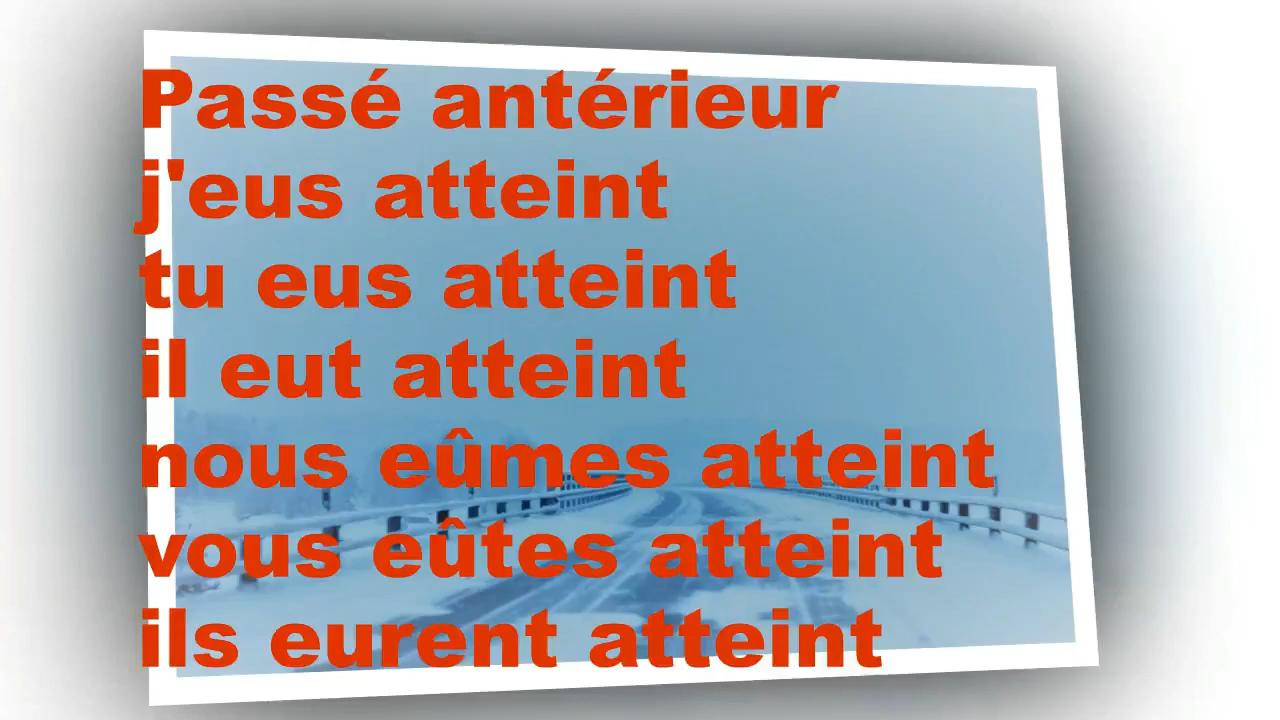 Passé antérieur
j'eus atteint
tu eus atteint
il eut atteint
nous eûmes atteint
vous eûtes atteint
ils eurent atteint